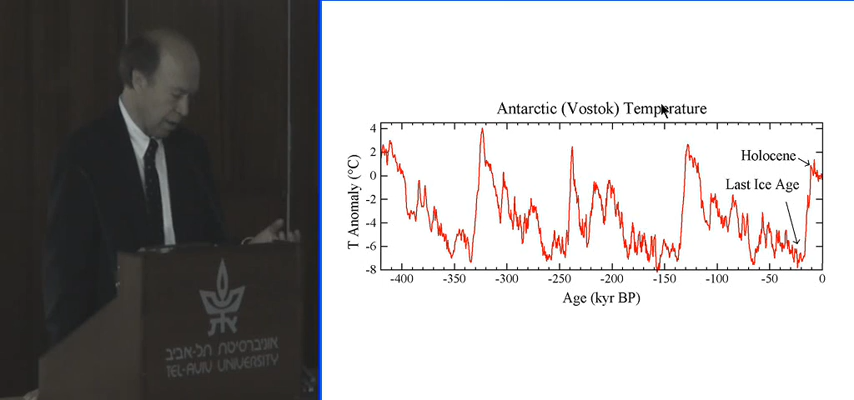 אוניברסיטת תל-אביב
TEL-AVIV UNIVERSITY
Antarctic (Vostok) Temperature
4
2
0
-2
-4
-6
-8
T Anomaly (°C)
Holocene
Last Ice Age
-400
-350
-300
-250
-200
-150
-100
-50
0
Age (kyr BP)